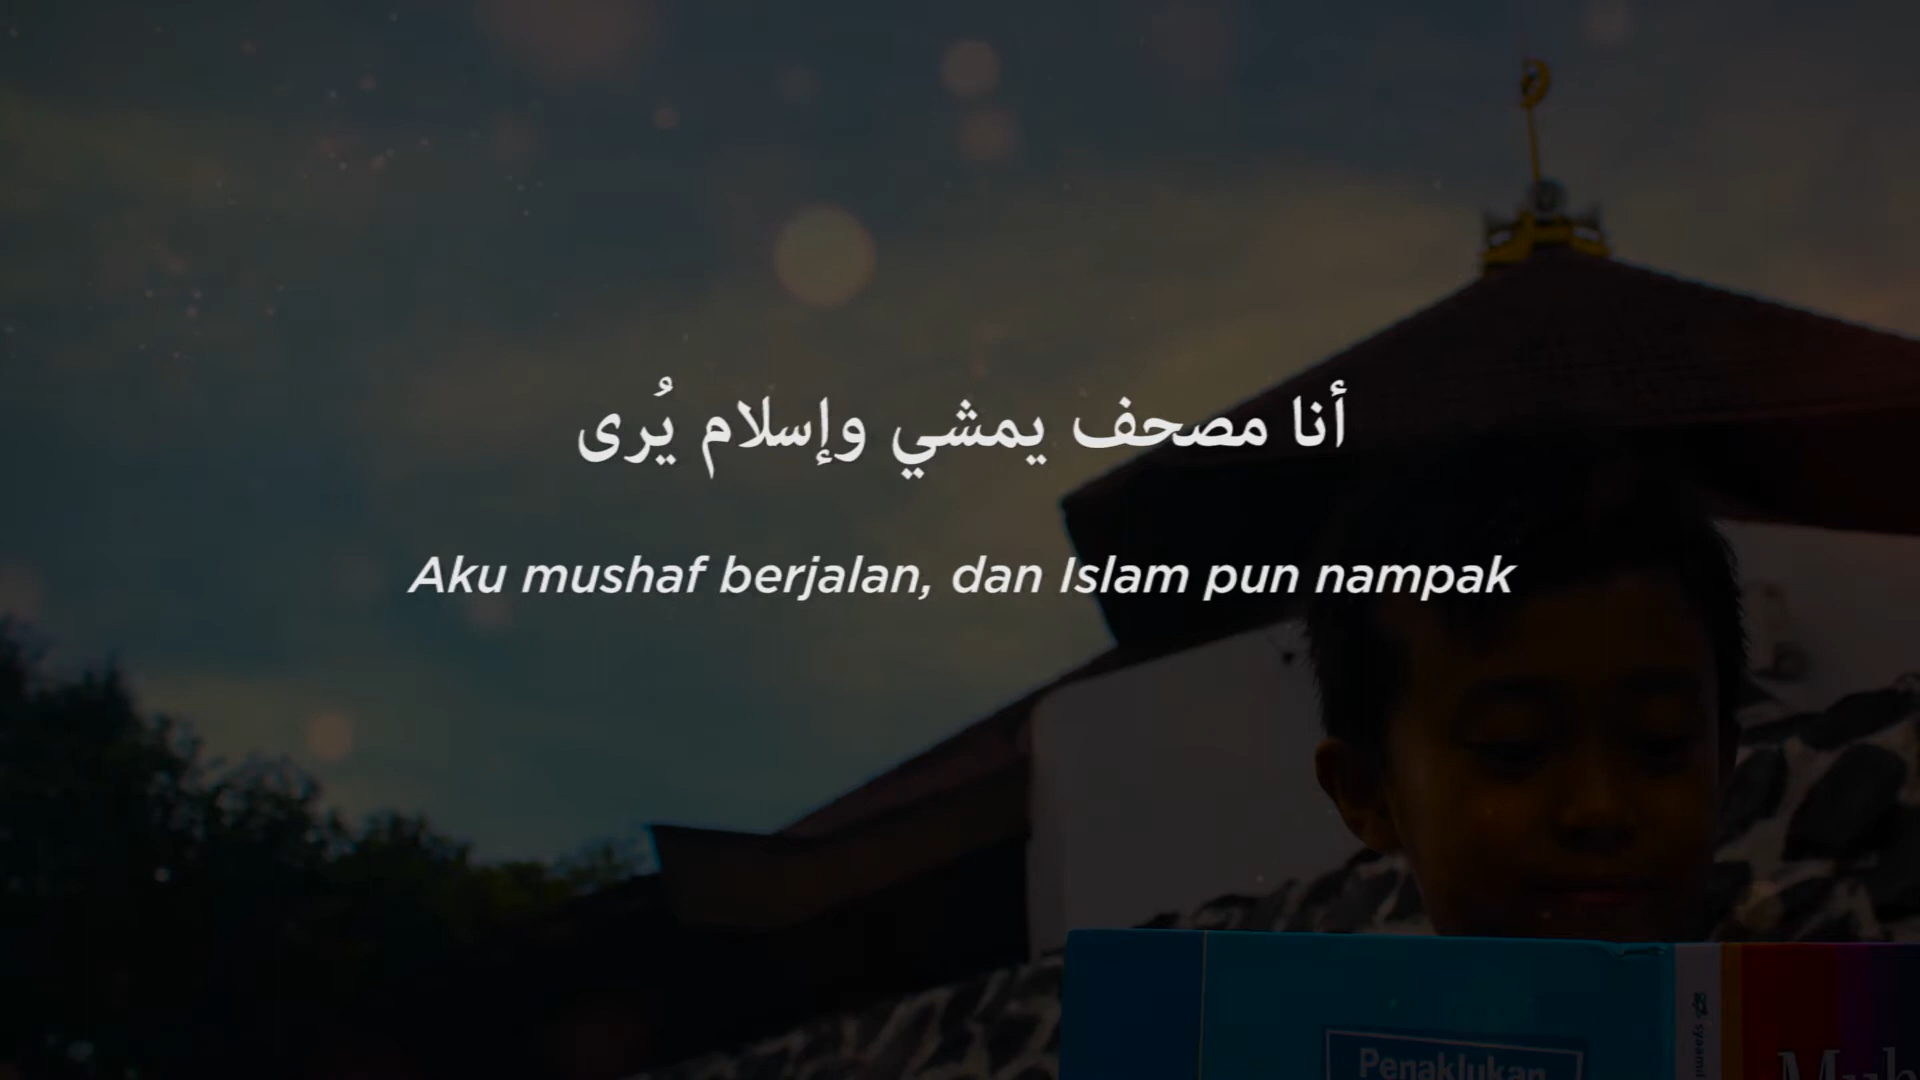 أنا مصحف يمشي وإسلام يُرى
Aku mushaf berjalan, dan Islam pun nampak
Penaklukan